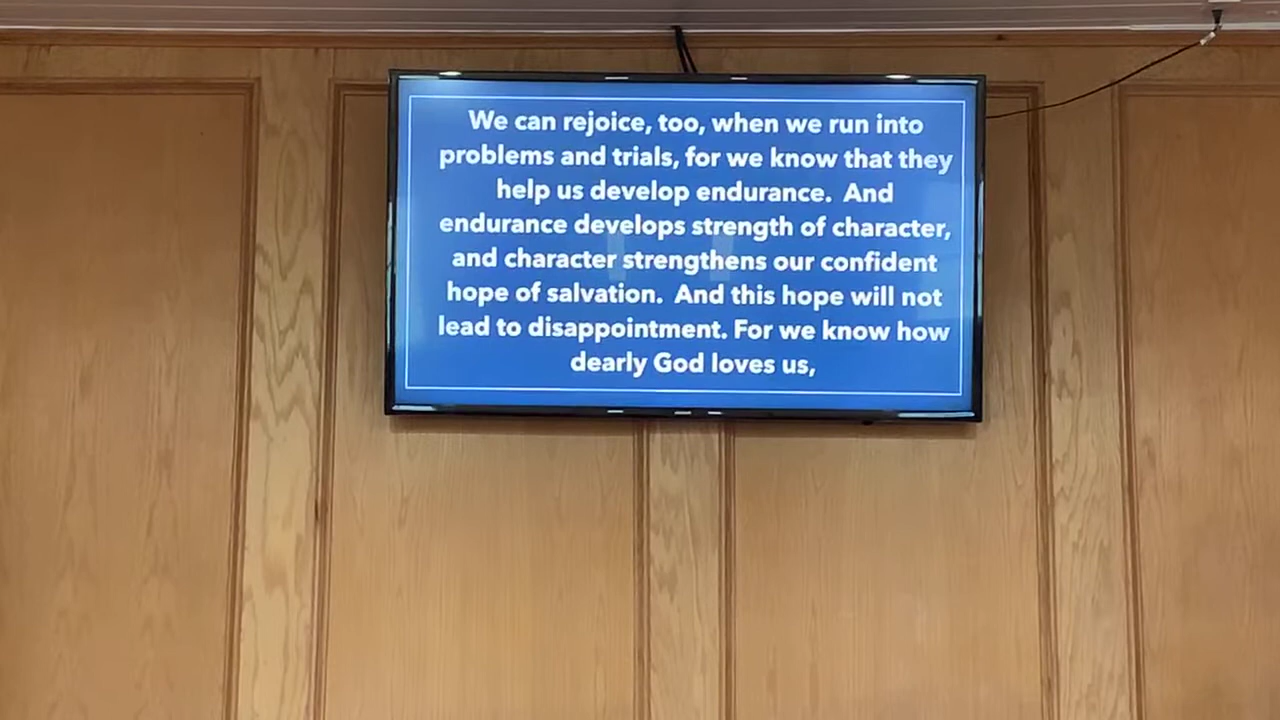 We can rejoice, too, when we run into
problems and trials, for we know that they
help us develop endurance.  And
endurance develops strength of character,
and character strengthens our confident
hope of salvation.  And this hope will not
lead to disappointment. For we know how
dearly God loves us,